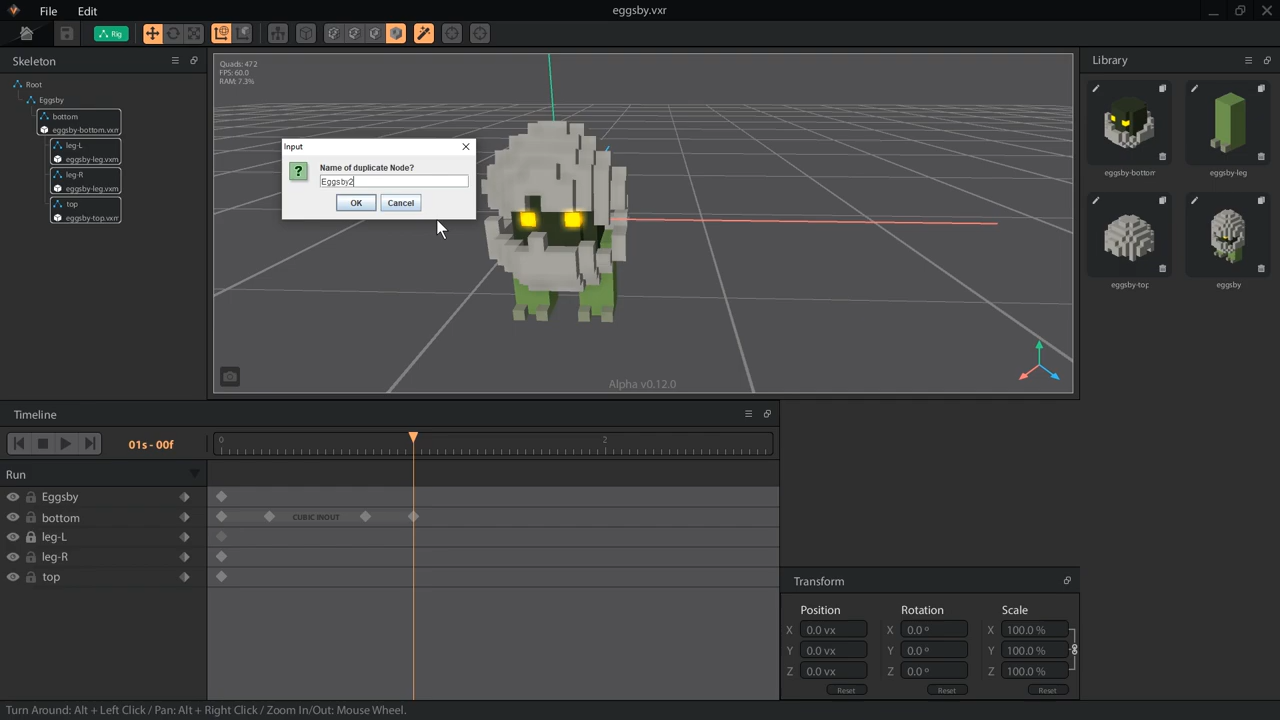 File Edit
eggsby.vxr
Rig
Skeleton
Root
Eggsby
bottom
eggsby-bottom.vxm
leg-L
eggsby-leg.vxm
leg-R
eggsby-leg.vxm
top
eggsby-top.vxm
Quads: 472
FPS: 60.0
RAM: 7.3%
Input
Name of duplicate Node?
Eggsby2
OK Cancel
Alpha v0.12.0
Library
eggsby-bottom
eggsby-leg
eggsby-top
eggsby
Timeline
01s - 00f
0 2
Run
Eggsby
bottom
CUBIC INOUT
leg-L
leg-R
top
Transform
Position Rotation Scale
X 0.0 vx X 0.0 º X 100.0 %
Y 0.0 vx Y 0.0 º Y 100.0 %
Z 0.0 vx Z 0.0 º Z 100.0 %
Reset Reset Reset
Turn Around: Alt + Left Click / Pan: Alt + Right Click / Zoom In/Out: Mouse Wheel.